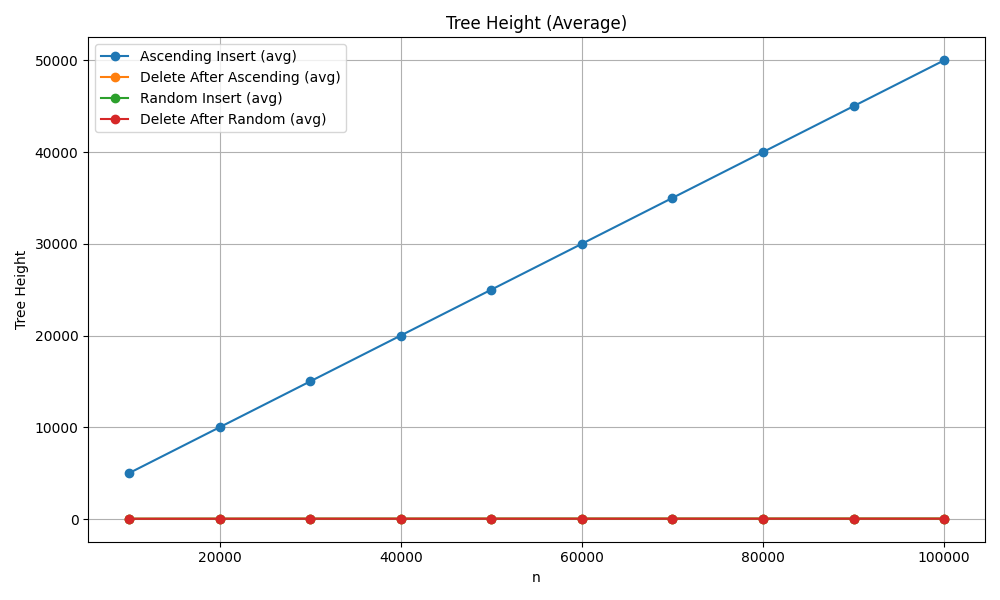 Tree Height (Average)
Ascending Insert (avg)
Delete After Ascending (avg)
Random Insert (avg)
Delete After Random (avg)
Tree Height
50000
40000
30000
20000
10000
0
20000
40000
60000
80000
100000
n